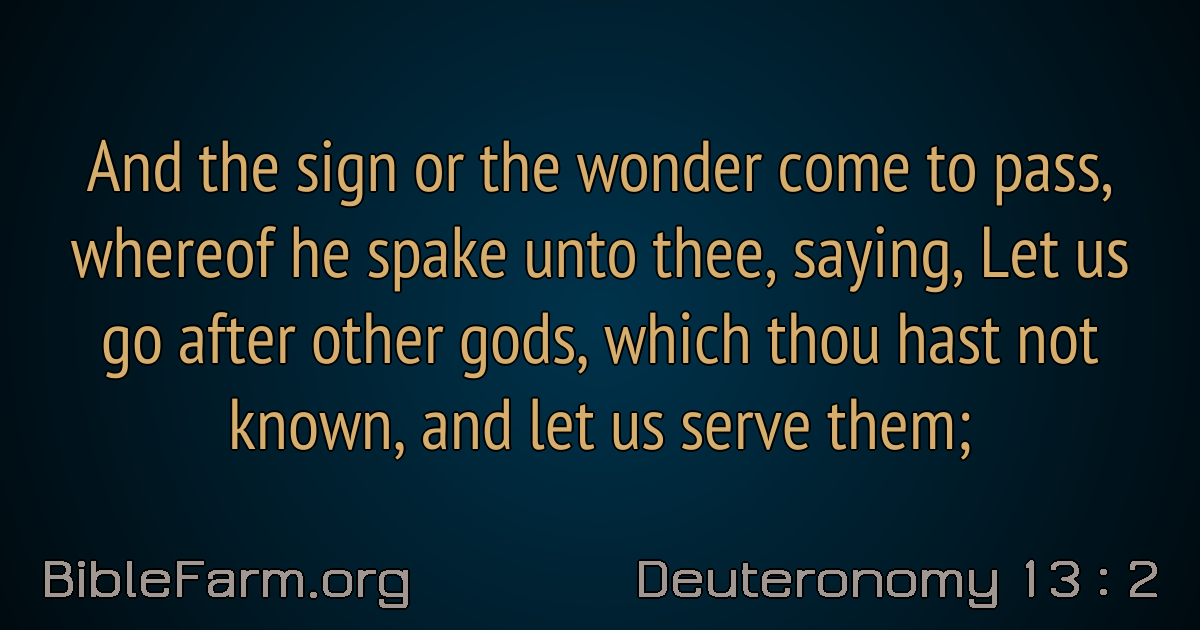 And the sign or the wonder come to pass,
whereof he spake unto thee, saying, Let us
go after other gods, which thou hast not
known, and let us serve them;
BibleFarm.org
Deuteronomy 13 : 2